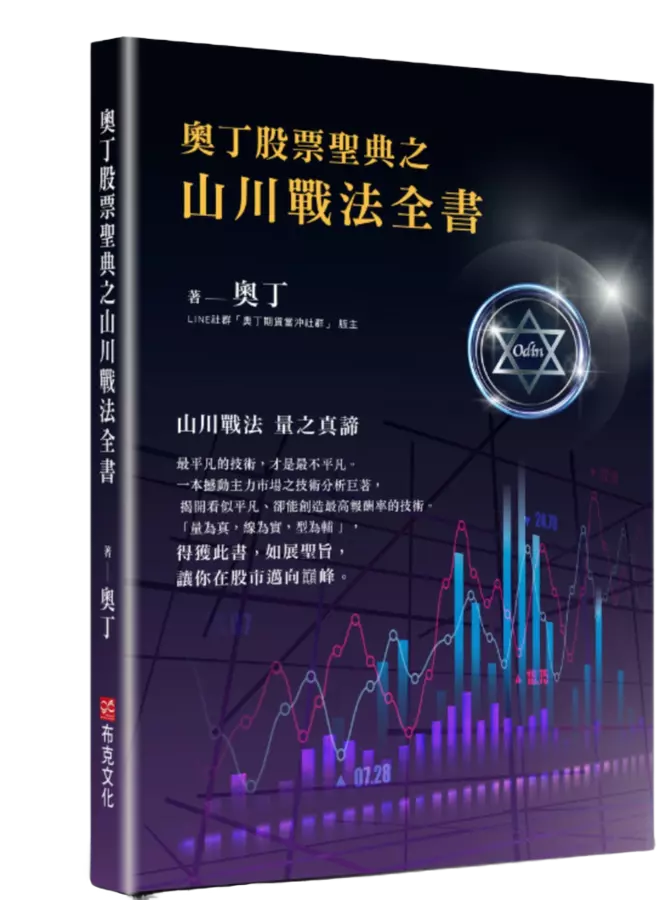 奧丁股票聖典之山川戰法全書
著
奧丁
布克文化
奧丁股票聖典之
山川戰法全書
著 — 奧丁
LINE社群「奧丁期貨當沖社群」 版主
Odin
山川戰法 量之真諦
最平凡的技術，才是最不平凡。
一本撼動主力市場之技術分析巨著，
揭開看似平凡、卻能創造最高報酬率的技術。
「量為真，線為實，型為輔」，
得獲此書，如展聖旨，
讓你在股市邁向巔峰。
▼ 24.78
▲ 15.75
▲ 07.28